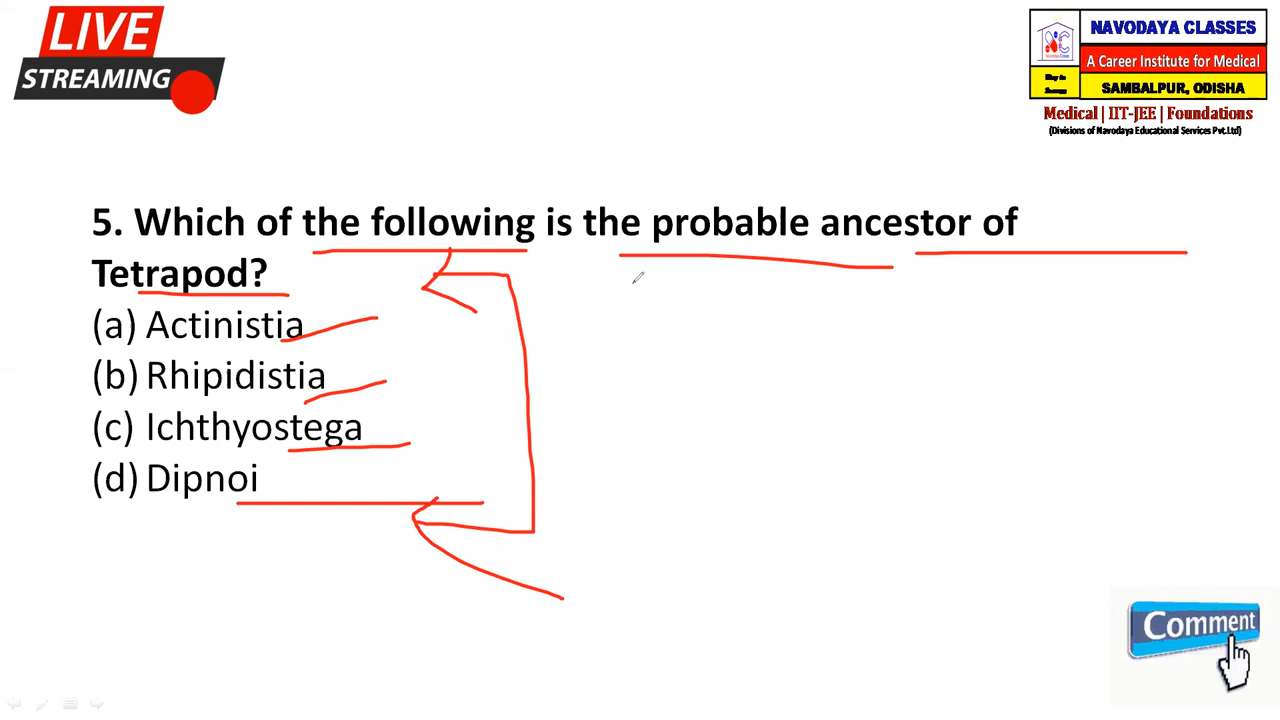 LIVE
STREAMING
NAVODAYA CLASSES
A Career Institute for Medical
SAMBALPUR, ODISHA
Medical | IIT-JEE | Foundations
(Divisions of Navodaya Educational Services Pvt.Ltd)
5. Which of the following is the probable ancestor of
Tetrapod?
(a) Actinistia
(b) Rhipidistia
(c) Ichthyostega
(d) Dipnoi
Comment